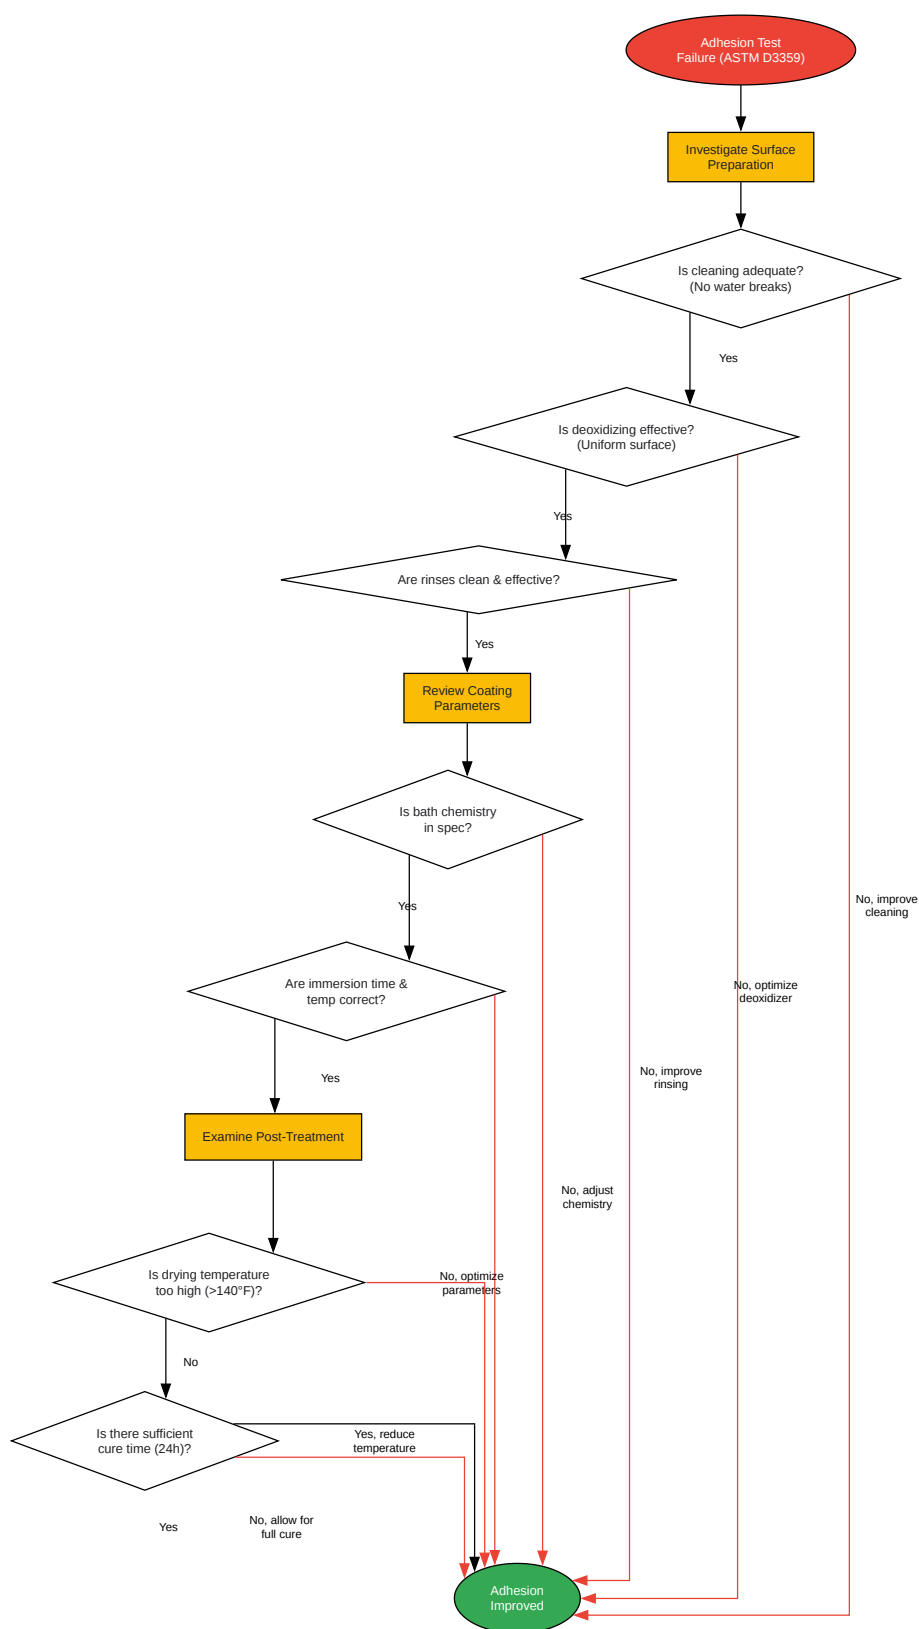 Adhesion Test
Failure (ASTM D3359)
Investigate Surface
Preparation
Is cleaning adequate?
(No water breaks)
Yes
Is deoxidizing effective?
(Uniform surface)
Yes
Are rinses clean & effective?
Yes
Review Coating
Parameters
Is bath chemistry
in spec?
Yes
No, improve
cleaning
Are immersion time &
temp correct?
No, optimize
deoxidizer
Yes
No, improve
rinsing
Examine Post-Treatment
No, adjust
chemistry
Is drying temperature
too high (>140°F)?
No, optimize
parameters
No
Is there sufficient
cure time (24h)?
Yes, reduce
temperature
Yes
No, allow for
full cure
Adhesion
Improved